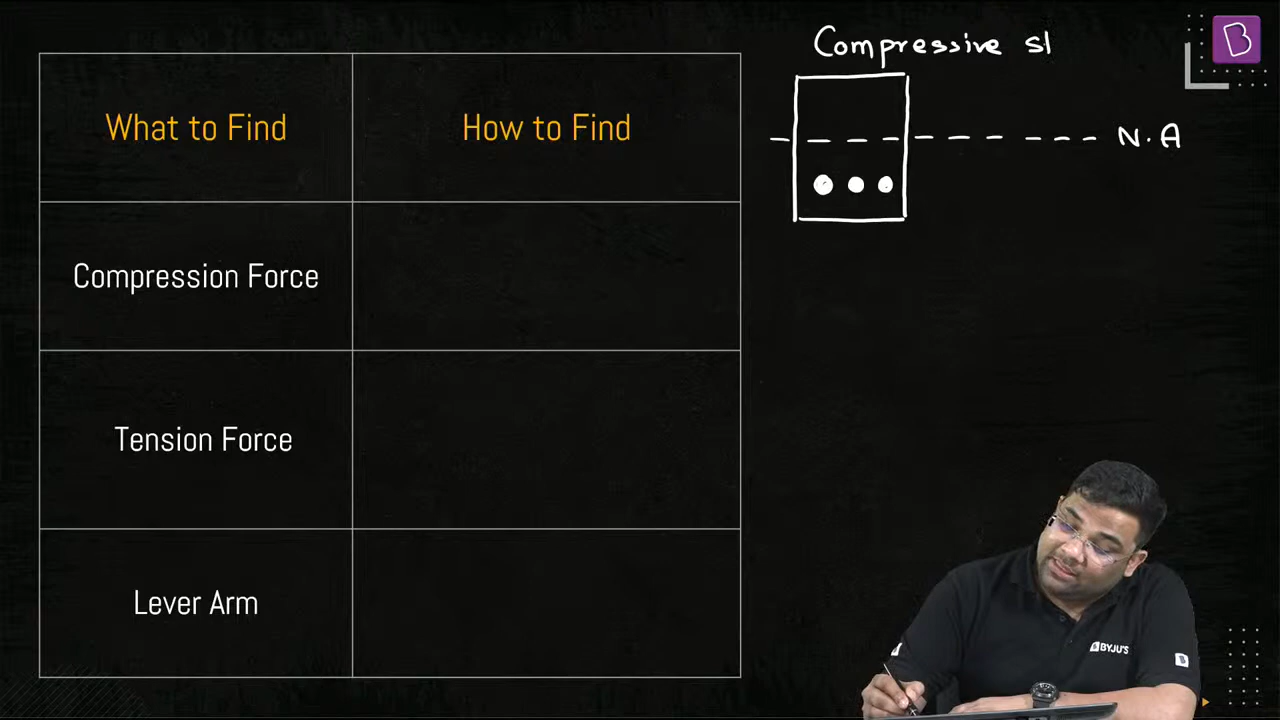 Compressive st
N.A
What to Find
How to Find
Compression Force
Tension Force
Lever Arm
BYJU'S